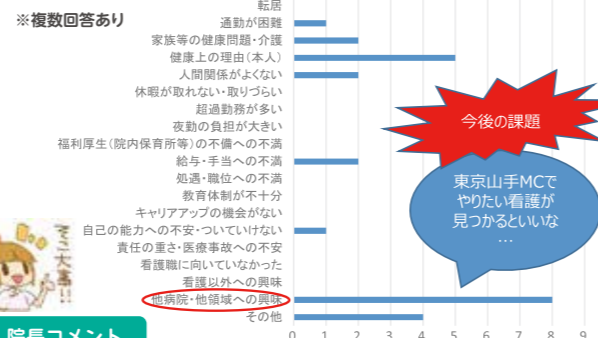 転居
※複数回答あり
通勤が困難
家族等の健康問題・介護
健康上の理由（本人）
人間関係がよくない
休暇が取れない・取りづらい
超過勤務が多い
夜勤の負担が大きい
福利厚生（院内保育所等）の不備への不満
給与・手当への不満
処遇・職位への不満
教育体制が不十分
キャリアアップの機会がない
自己の能力への不安・ついていけない
責任の重さ・医療事故への不安
看護職に向いていなかった
看護以外への興味
他病院・他領域への興味
その他
0 1 2 3 4 5 6 7 8 9
今後の課題
東京山手MCで
やりたい看護が
見つかるといいな
…
そこ大事!!
院長コメント